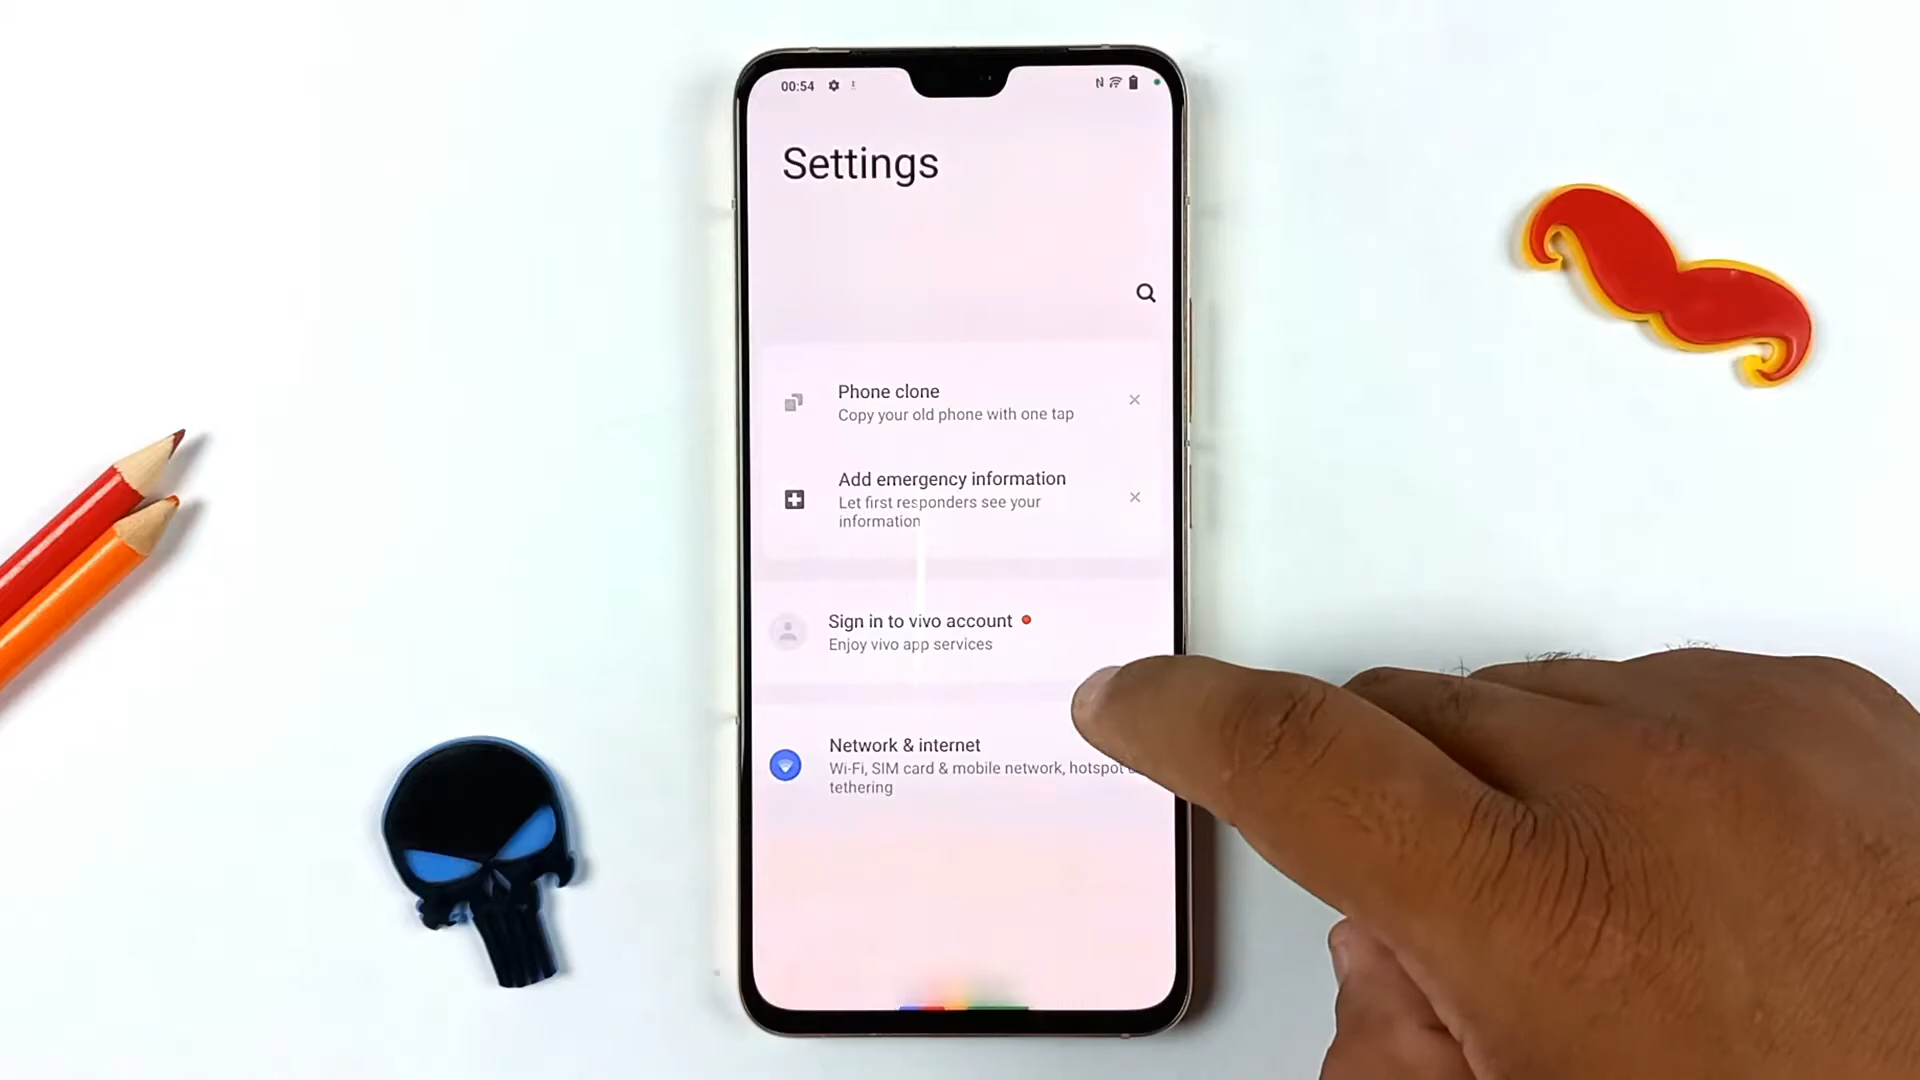 00:54
Settings
Phone clone
Copy your old phone with one tap
Add emergency information
Let first responders see your
information
Sign in to vivo account
Enjoy vivo app services
Network & internet
Wi-Fi, SIM card & mobile network, hotspot
tethering